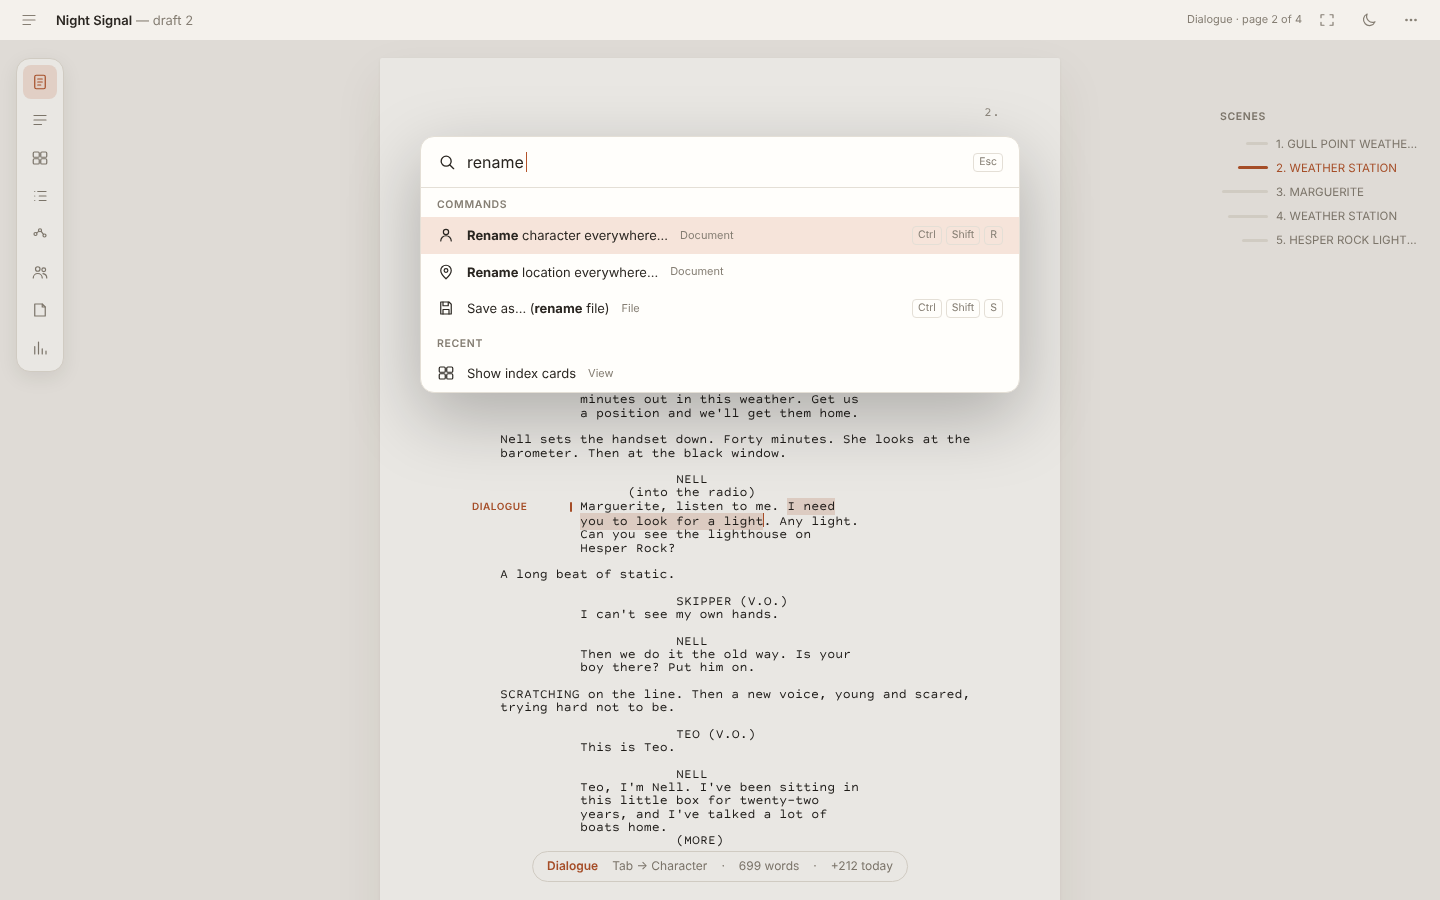 Night Signal — draft 2
Dialogue · page 2 of 4
2.
SCENES
1. GULL POINT WEATHE...
2. WEATHER STATION
3. MARGUERITE
4. WEATHER STATION
5. HESPER ROCK LIGHT...
rename
Esc
COMMANDS
Rename character everywhere... Document Ctrl Shift R
Rename location everywhere... Document
Save as... (rename file) File Ctrl Shift S
RECENT
Show index cards View
minutes out in this weather. Get us
a position and we'll get them home.
Nell sets the handset down. Forty minutes. She looks at the
barometer. Then at the black window.
NELL
(into the radio)
DIALOGUE
Marguerite, listen to me. I need
you to look for a light. Any light.
Can you see the lighthouse on
Hesper Rock?
A long beat of static.
SKIPPER (V.O.)
I can't see my own hands.
NELL
Then we do it the old way. Is your
boy there? Put him on.
SCRATCHING on the line. Then a new voice, young and scared,
trying hard not to be.
TEO (V.O.)
This is Teo.
NELL
Teo, I'm Nell. I've been sitting in
this little box for twenty-two
years, and I've talked a lot of
boats home.
(MORE)
Dialogue Tab → Character · 699 words · +212 today